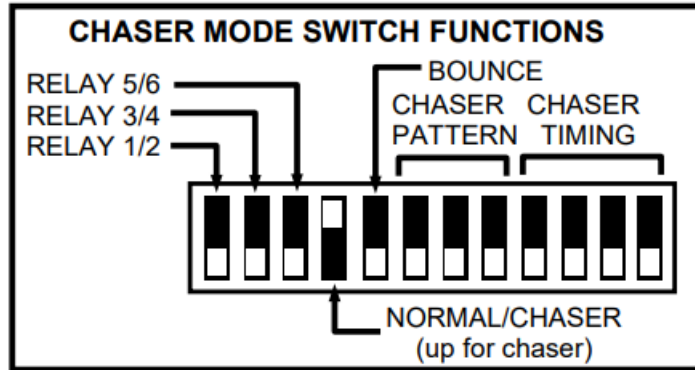 CHASER MODE SWITCH FUNCTIONS
RELAY 5/6
RELAY 3/4
RELAY 1/2
BOUNCE
CHASER
PATTERN
CHASER
TIMING
NORMAL/CHASER
(up for chaser)